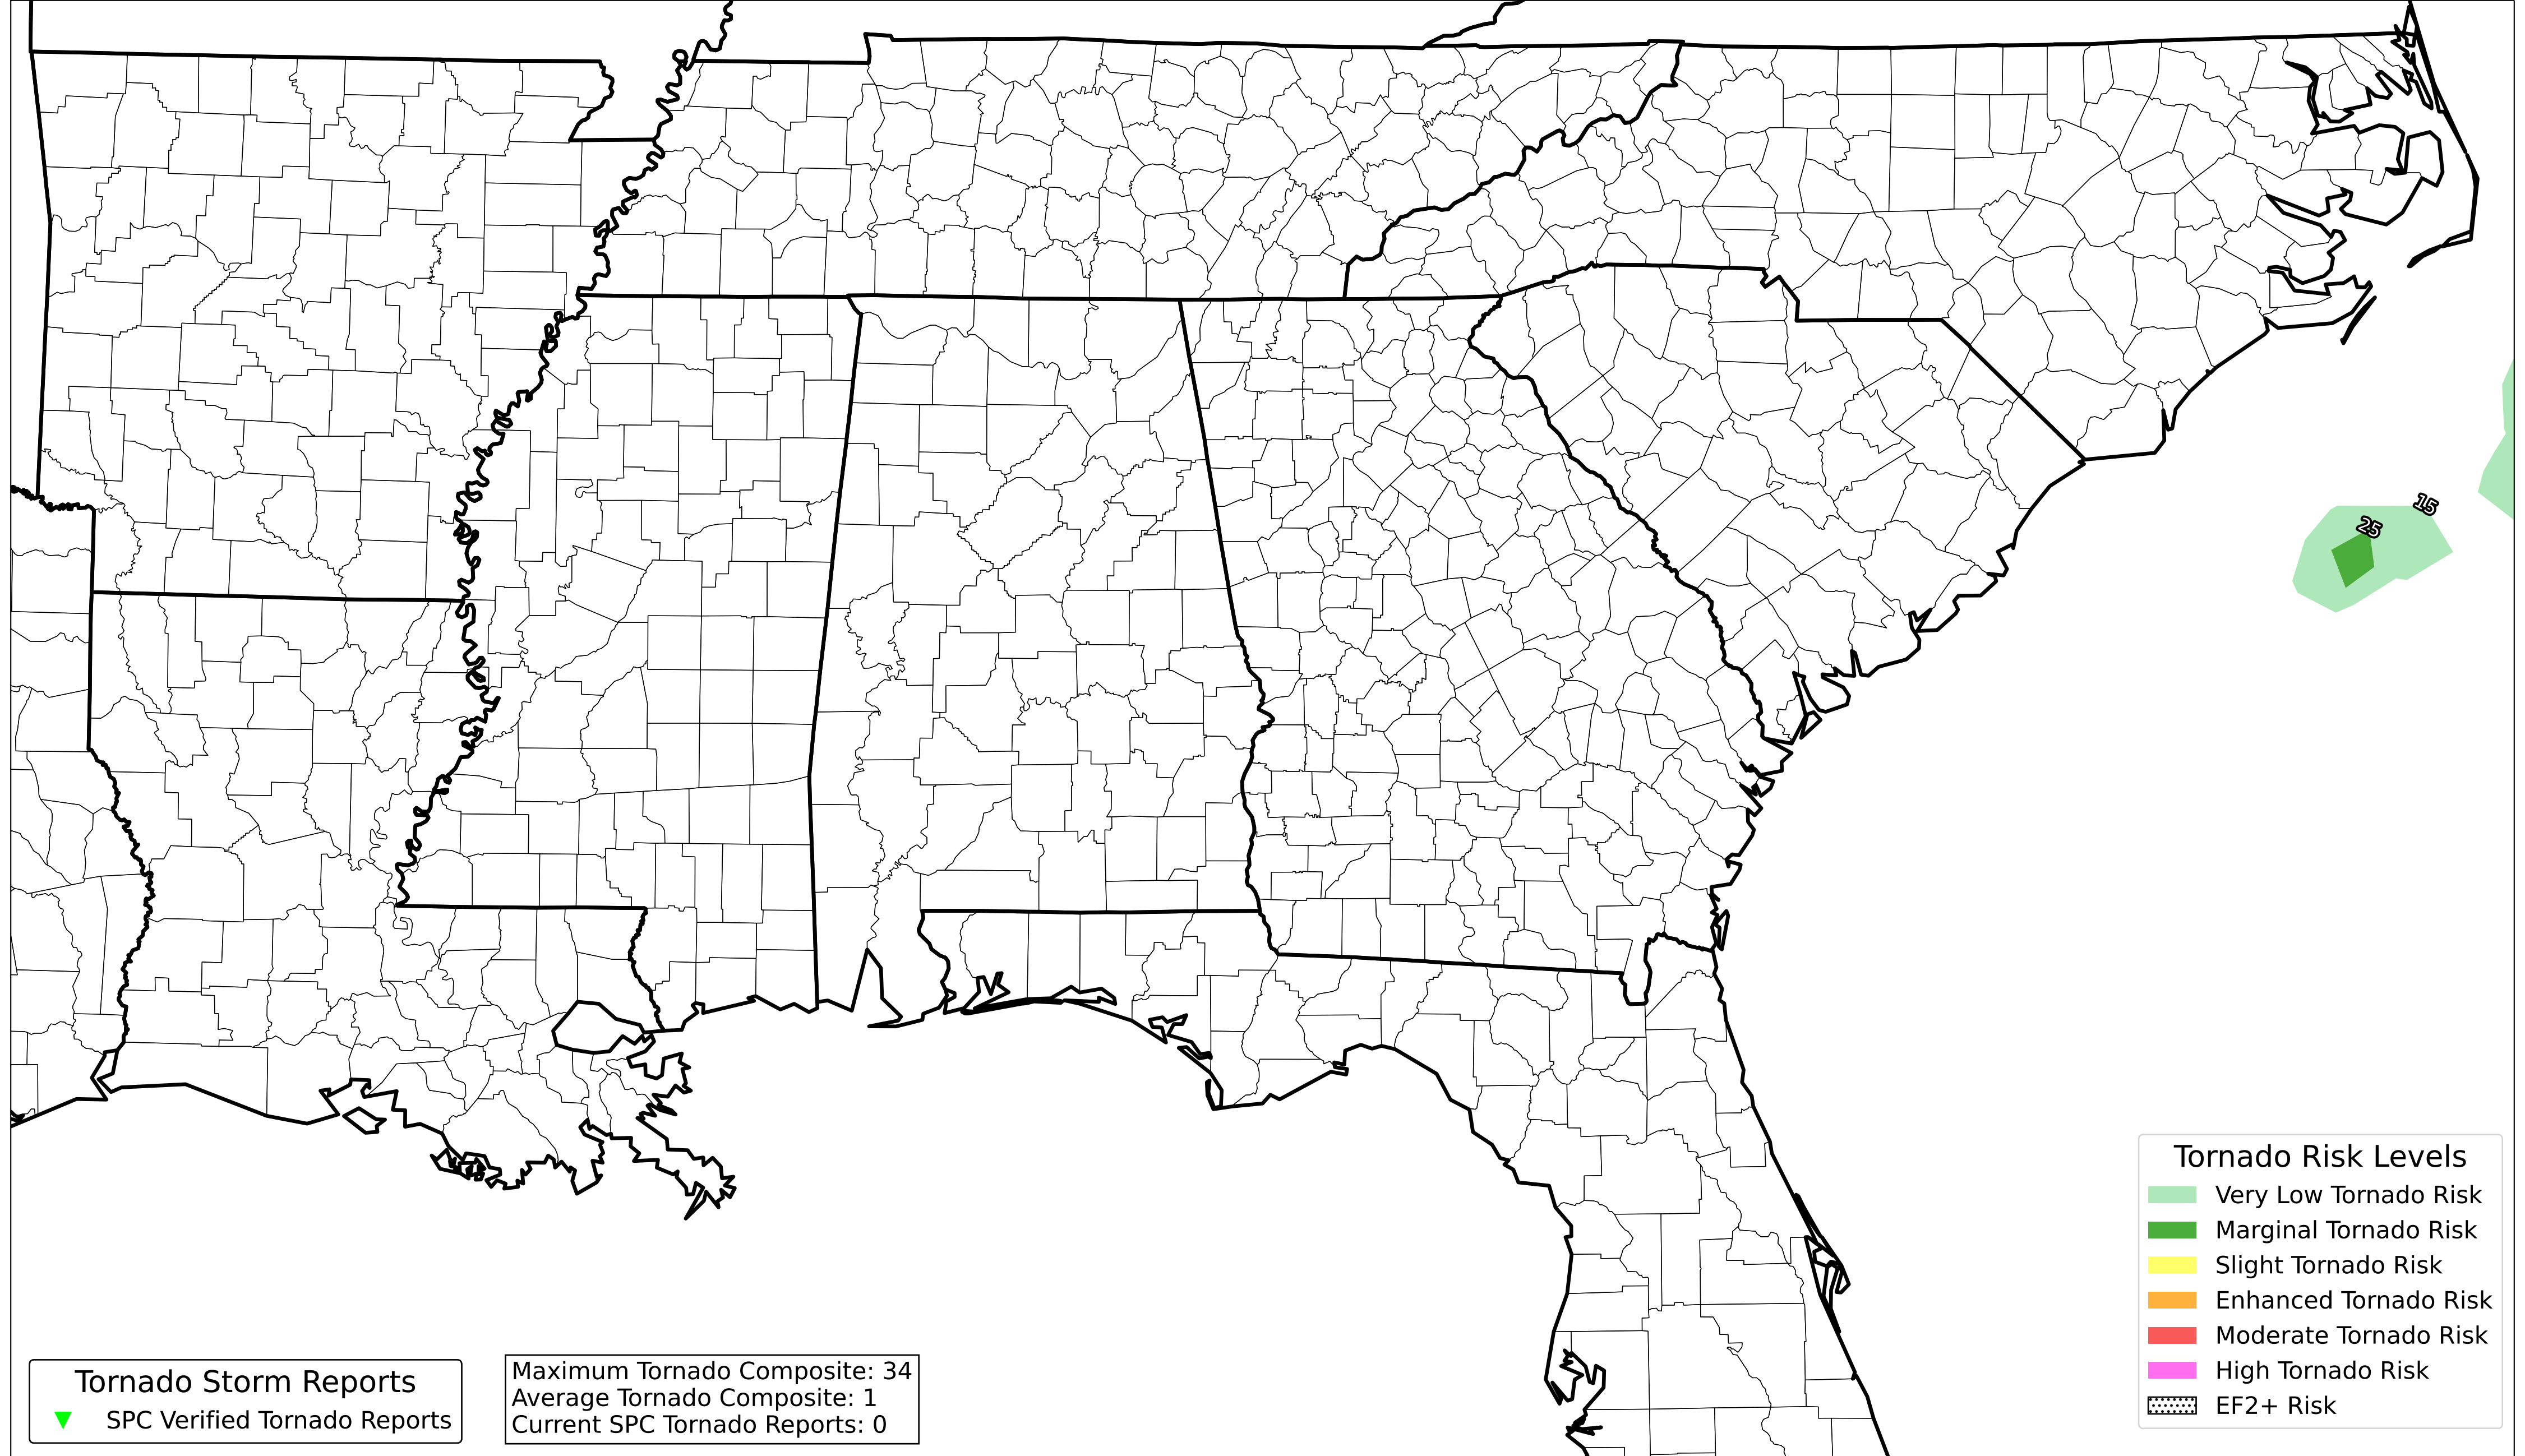 15
25
Tornado Risk Levels
Very Low Tornado Risk
Marginal Tornado Risk
Slight Tornado Risk
Enhanced Tornado Risk
Moderate Tornado Risk
High Tornado Risk
EF2+ Risk
Tornado Storm Reports
SPC Verified Tornado Reports
Maximum Tornado Composite: 34
Average Tornado Composite: 1
Current SPC Tornado Reports: 0